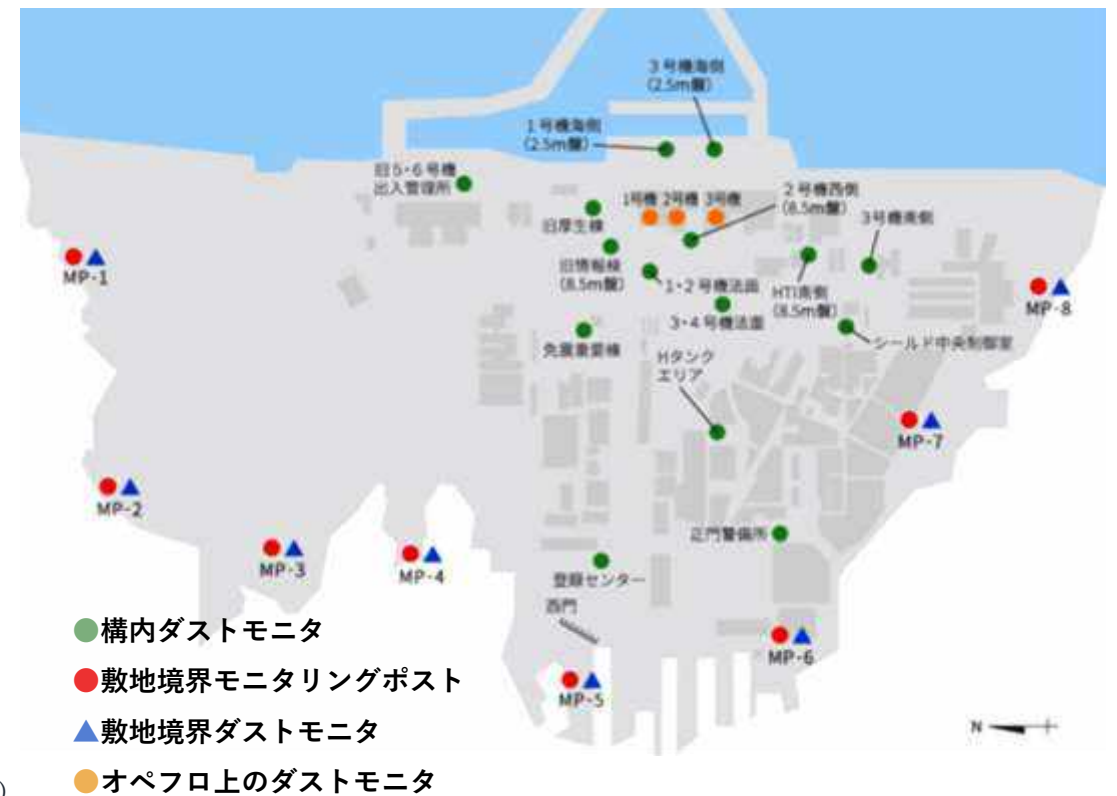 3号機海側
(2.5m盤)
1号機海側
(2.5m盤)
旧5・6号機
出入管理所
1号機 2号機 3号機
2号機西側
(8.5m盤)
旧厚生棟
3号機南側
旧情報棟
(8.5m盤)
1・2号機法面
HTI南側
(8.5m盤)
3・4号機法面
MP-1
MP-8
免震重要棟
シールド中央制御室
Hタンク
エリア
MP-7
MP-2
正門警備所
MP-3
MP-4
登録センター
西門
MP-6
MP-5
N
構内ダストモニタ
敷地境界モニタリングポスト
敷地境界ダストモニタ
オペフロ上のダストモニタ
)